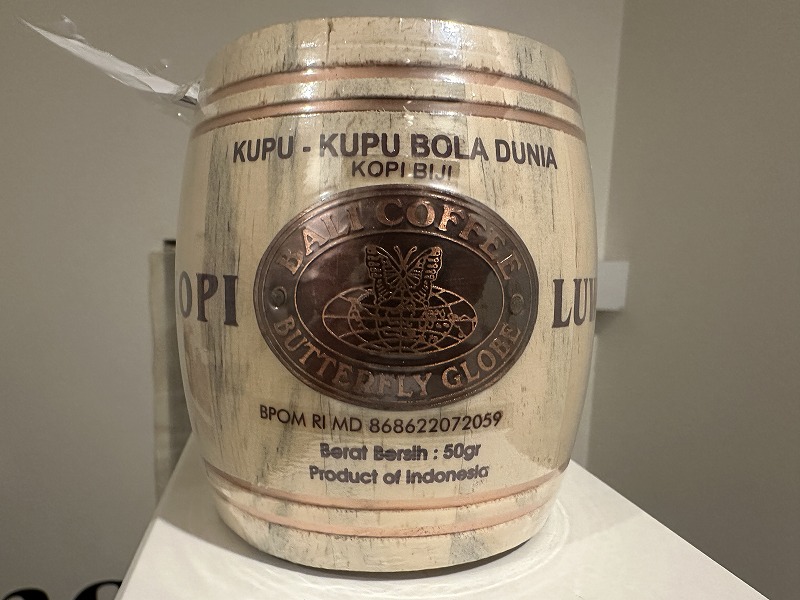 KUPU - KUPU BOLA DUNIA
KOPI BIJI
BALI COFFEE
OPI
LUW
BUTTERFLY GLOBE
BPOM RI MD 868622072059
Berat Bersih : 50gr
Product of Indonesia